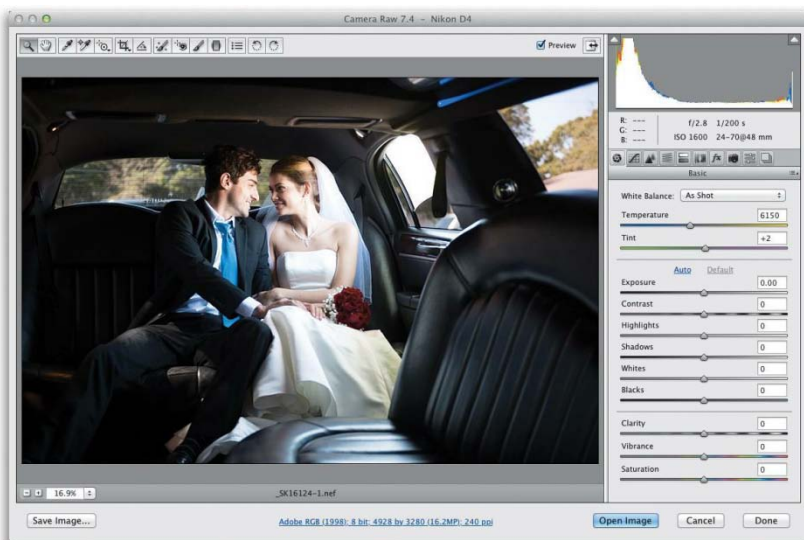 Camera Raw 7.4 - Nikon D4
Preview
R: ---
G: ---
B: ---
f/2.8 1/200 s
ISO 1600 24-70@48 mm
Basic
White Balance: As Shot
Temperature 6150
Tint +2
Auto Default
Exposure 0.00
Contrast 0
Highlights 0
Shadows 0
Whites 0
Blacks 0
Clarity 0
Vibrance 0
Saturation 0
16.9% _SK16124-1.nef
Save Image... Adobe RGB (1998); 8 bit; 4928 by 3280 (16.2MP); 240 ppi Open Image Cancel Done